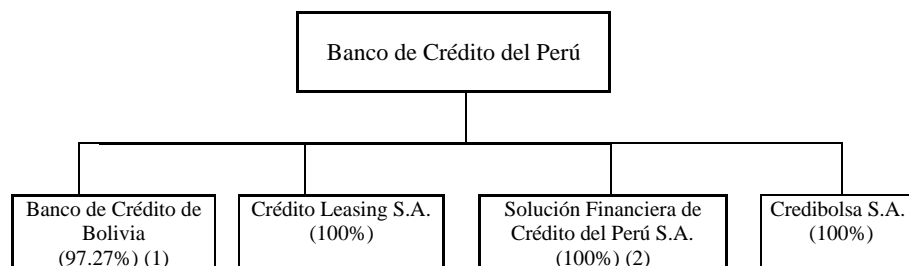 Banco de Crédito del Perú
Banco de Crédito de
Bolivia
(97.27%) (1)
Crédito Leasing S.A.
(100%)
Solución Financiera de
Crédito del Perú S.A.
(100%) (2)
Credibolsa S.A.
(100%)